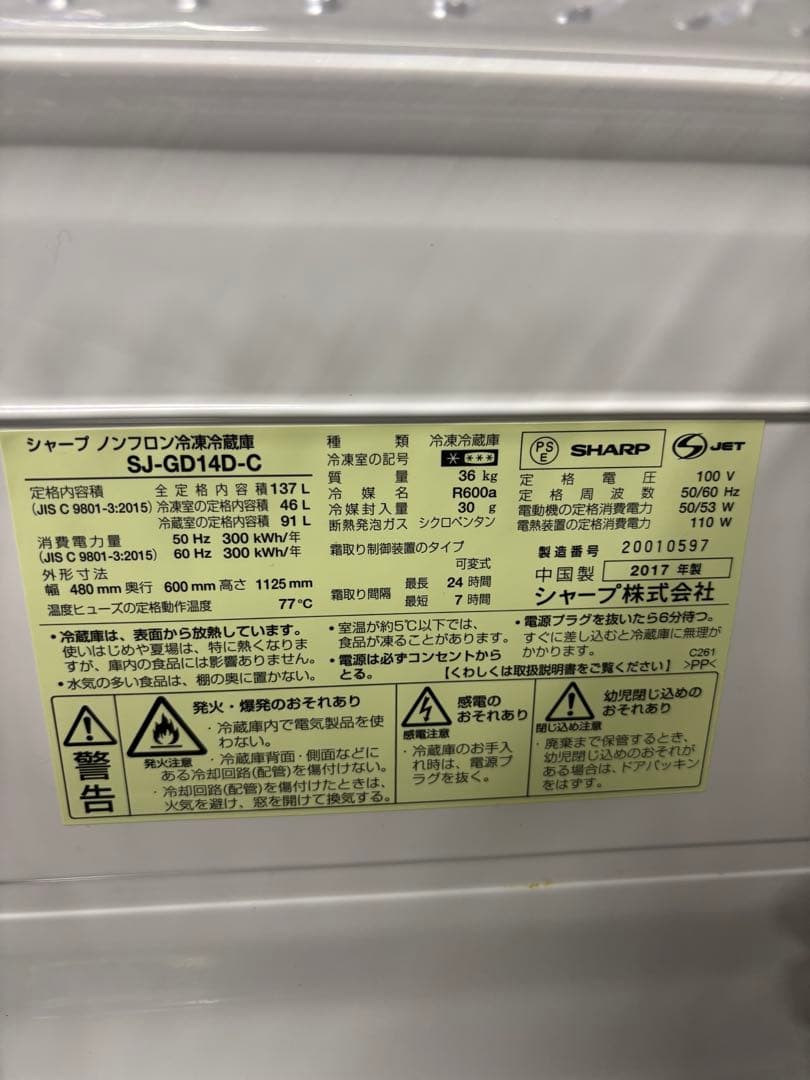 シャープ ノンフロン冷凍冷蔵庫
SJ-GD14D-C
定格内容積 全定格内容積 137 L
(JIS C 9801-3:2015) 冷凍室の定格内容積 46 L
冷蔵室の定格内容積 91 L
消費電力量 50 Hz 300 kWh/年
(JIS C 9801-3:2015) 60 Hz 300 kWh/年
外形寸法
幅 480 mm 奥行 600 mm 高さ 1125 mm
温度ヒューズの定格動作温度 77℃
種類 冷凍冷蔵庫
冷凍室の記号
質量 36 kg
冷媒名 R600a
冷媒封入量 30 g
断熱発泡ガス シクロペンタン
霜取り制御装置のタイプ
可変式
霜取り間隔 最長 24 時間
最短 7 時間
PS
E
SHARP
S JET
定格電圧 100 V
定格周波数 50/60 Hz
電動機の定格消費電力 50/53 W
電熱装置の定格消費電力 110 W
製造番号 20010597
中国製 2017 年製
シャープ株式会社
・冷蔵庫は、表面から放熱しています。
使いはじめや夏場は、特に熱くなりま
すが、庫内の食品には影響ありません。
・水気の多い食品は、棚の奥に置かない。
・室温が約5℃以下では、
食品が凍ることがあります。
・電源は必ずコンセントから
とる。
・電源プラグを抜いたら6分待つ。
すぐに差し込むと冷蔵庫に無理が
かかります。
C261
【くわしくは取扱説明書をご覧ください】 >PP<
警告
発火・爆発のおそれあり
発火注意
・冷蔵庫内で電気製品を使
わない。
・冷蔵庫背面・側面などに
ある冷却回路(配管)を傷付けない。
・冷却回路(配管)を傷付けたときは、
火気を避け、窓を開けて換気する。
感電の
おそれあり
感電注意
・冷蔵庫のお手入
れ時は、電源プ
ラグを抜く。
幼児閉じ込めの
おそれあり
閉じ込め注意
・廃棄まで保管するとき、
幼児閉じ込めのおそれが
ある場合は、ドアパッキン
をはずす。